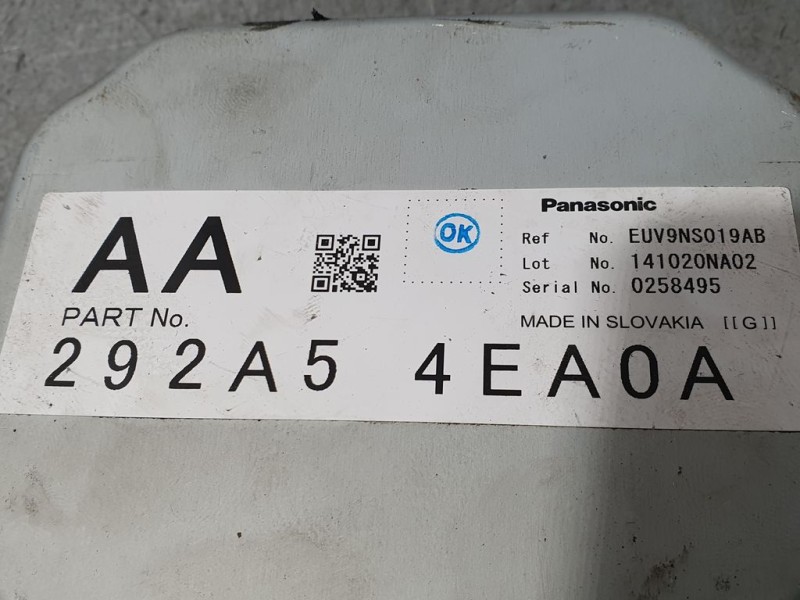 AA
OK
Panasonic
Ref No. EUV9NS019AB
Lot No. 141020NA02
Serial No. 0258495
PART No.
MADE IN SLOVAKIA [[G]]
292A5 4EA0A